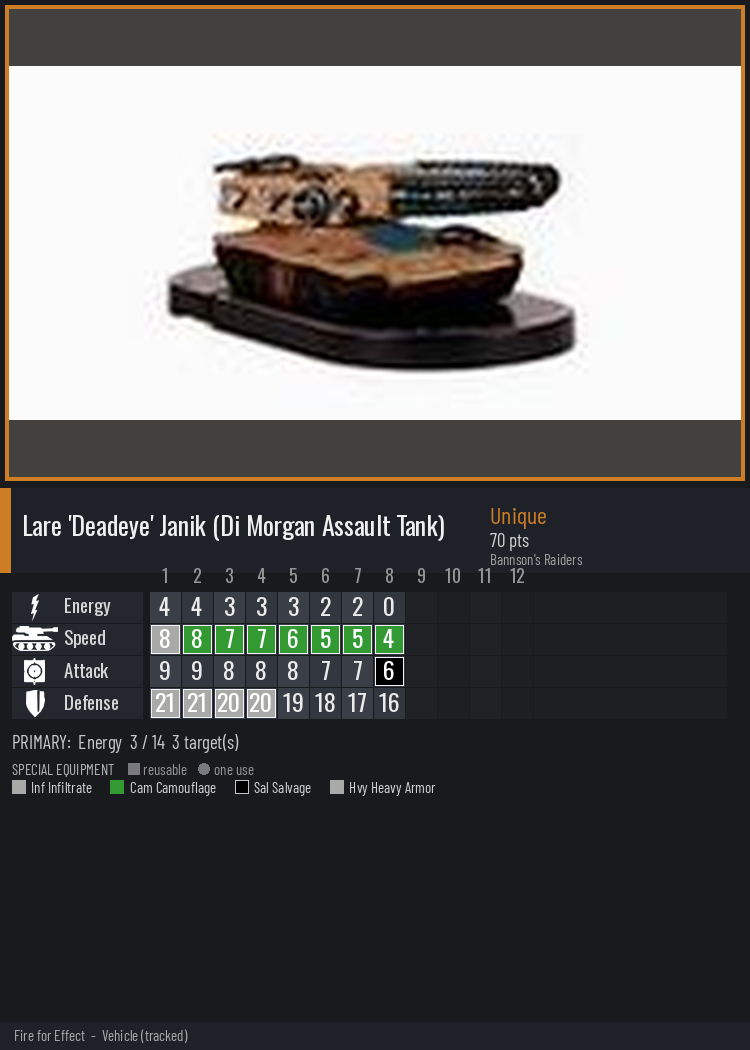 Lare 'Deadeye' Janik (Di Morgan Assault Tank)
Unique
70 pts
Bannson's Raiders
1 2 3 4 5 6 7 8 9 10 11 12
Energy 4 4 3 3 3 2 2 0
Speed 8 8 7 7 6 5 5 4
Attack 9 9 8 8 8 7 7 6
Defense 21 21 20 20 19 18 17 16
PRIMARY: Energy 3 / 14 3 target(s)
SPECIAL EQUIPMENT reusable one use
Inf Infiltrate Cam Camouflage Sal Salvage Hvy Heavy Armor
Fire for Effect - Vehicle (tracked)